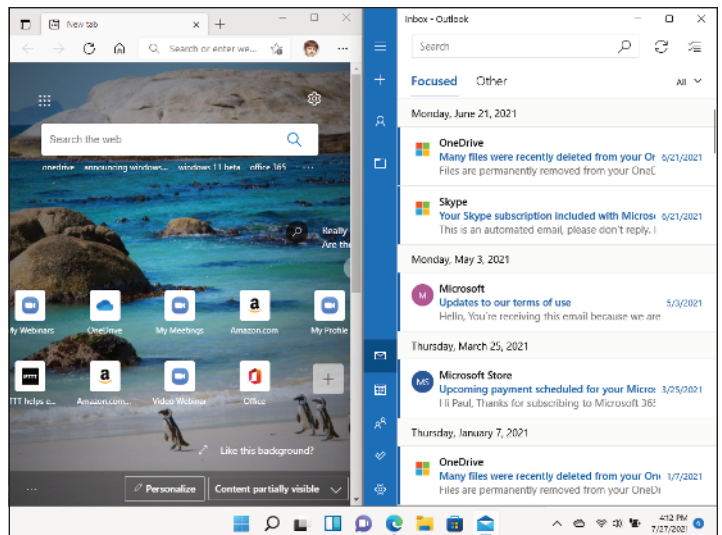 New tab
Search or enter we...
Search the web
onedrive announcing windows... windows 11 beta office 365 ...
Really
Are the
My Webinars OneDrive My Meetings Amazon.com My Profile
TTT helps e... Amazon.com... Video Webinar Office
Like this background?
Personalize Content partially visible
Inbox - Outlook
Search
Focused Other All
Monday, June 21, 2021
OneDrive
Many files were recently deleted from your Or 6/21/2021
Files are permanently removed from your OneD
Skype
Your Skype subscription included with Micros 6/21/2021
This is an automated email, please don't reply. I
Monday, May 3, 2021
M Microsoft
Updates to our terms of use 5/3/2021
Hello, You're receiving this email because we are
Thursday, March 25, 2021
MS Microsoft Store
Upcoming payment scheduled for your Micro: 3/25/2021
Hi Paul, Thanks for subscribing to Microsoft 365
Thursday, January 7, 2021
OneDrive
Many files were recently deleted from your On 1/7/2021
Files are permanently removed from your OneDri
4:12 PM
7/27/2021